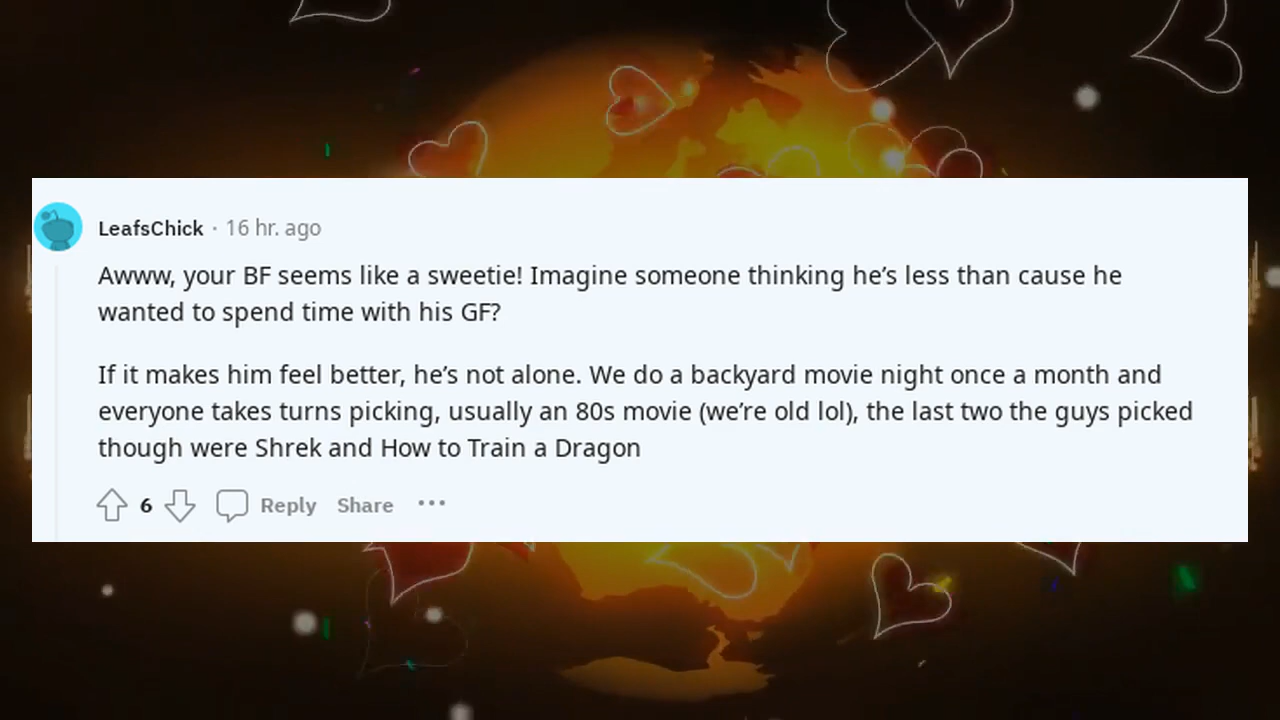 LeafsChick · 16 hr. ago
Awww, your BF seems like a sweetie! Imagine someone thinking he’s less than cause he
wanted to spend time with his GF?
If it makes him feel better, he’s not alone. We do a backyard movie night once a month and
everyone takes turns picking, usually an 80s movie (we’re old lol), the last two the guys picked
though were Shrek and How to Train a Dragon
6 Reply Share ···